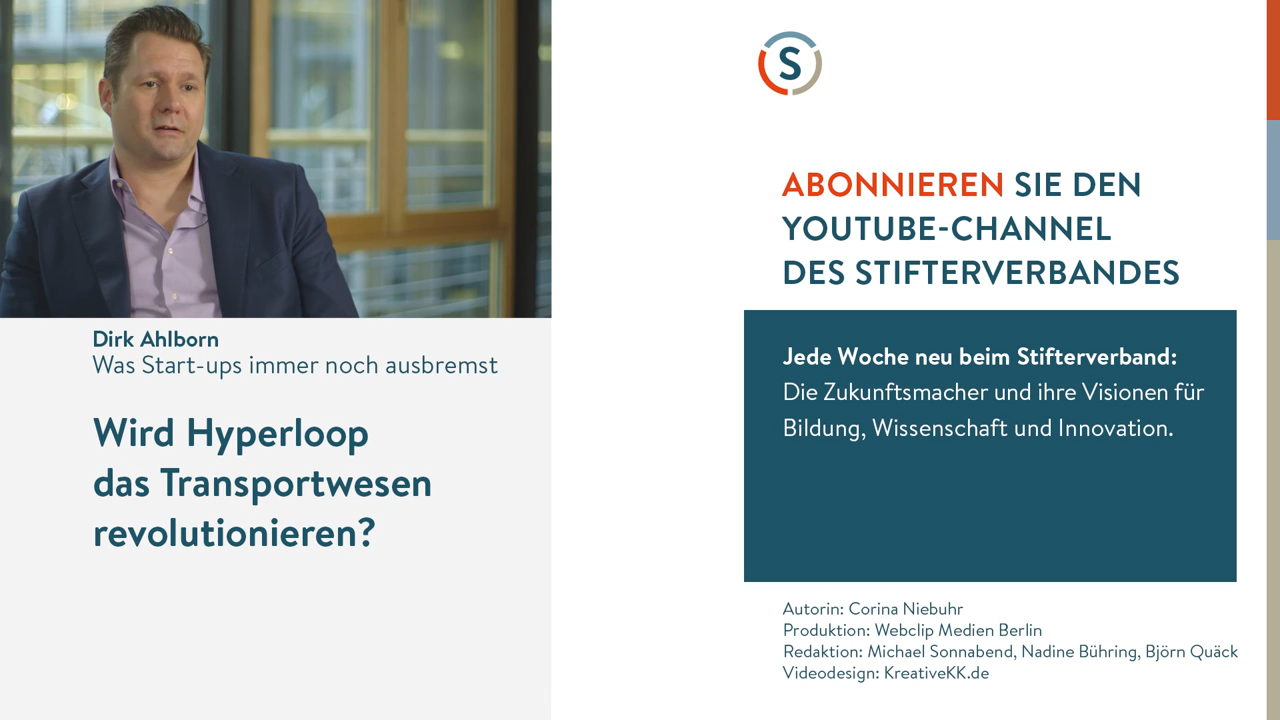 Dirk Ahlborn
Was Start-ups immer noch ausbremst
Wird Hyperloop
das Transportwesen
revolutionieren?
S
ABONNIEREN SIE DEN
YOUTUBE-CHANNEL
DES STIFTERVERBANDES
Jede Woche neu beim Stifterverband:
Die Zukunftsmacher und ihre Visionen für
Bildung, Wissenschaft und Innovation.
Autorin: Corina Niebuhr
Produktion: Webclip Medien Berlin
Redaktion: Michael Sonnabend, Nadine Bühring, Björn Quäck
Videodesign: KreativeKK.de